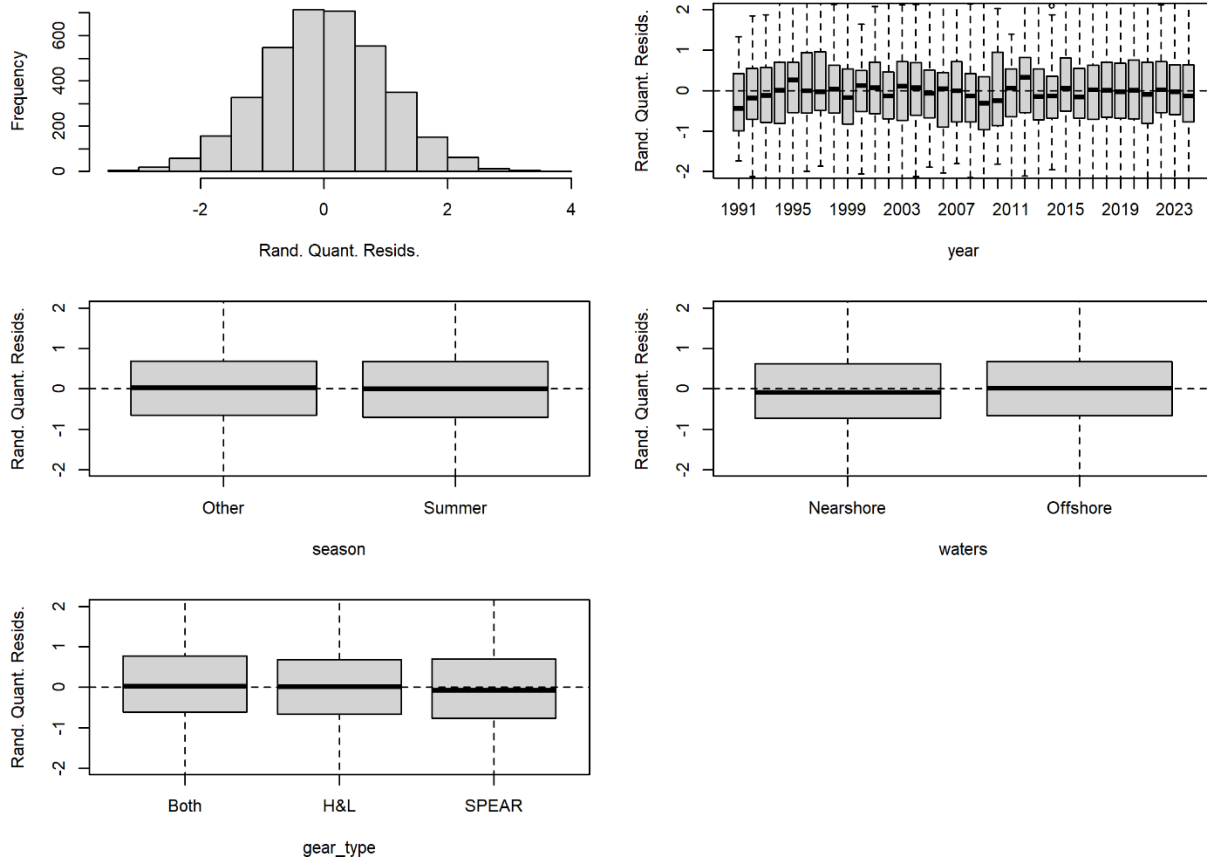 Frequency
0 200 400 600
-2 0 2 4
Rand. Quant. Resids.
Rand. Quant. Resids.
-2 -1 0 1 2
1991 1995 1999 2003 2007 2011 2015 2019 2023
year
Rand. Quant. Resids.
-2 -1 0 1 2
Other Summer
season
Rand. Quant. Resids.
-2 -1 0 1 2
Nearshore Offshore
waters
Rand. Quant. Resids.
-2 -1 0 1 2
Both H&L SPEAR
gear_type